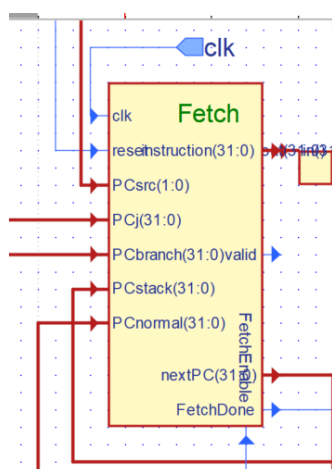 clk
Fetch
clk
reset instruction(31:0)
PCsrc(1:0)
PCj(31:0)
PCbranch(31:0) valid
PCstack(31:0)
PCnormal(31:0)
FetchEnable
nextPC(31:0)
FetchDone